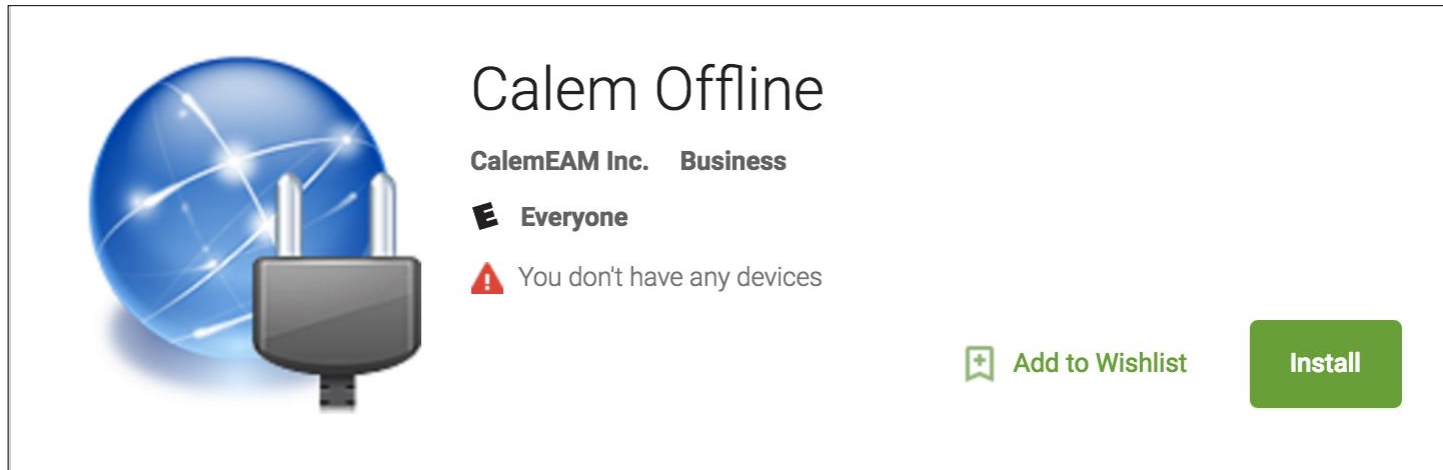 Calem Offline
CalemEAM Inc. Business
E Everyone
You don't have any devices
Add to Wishlist Install